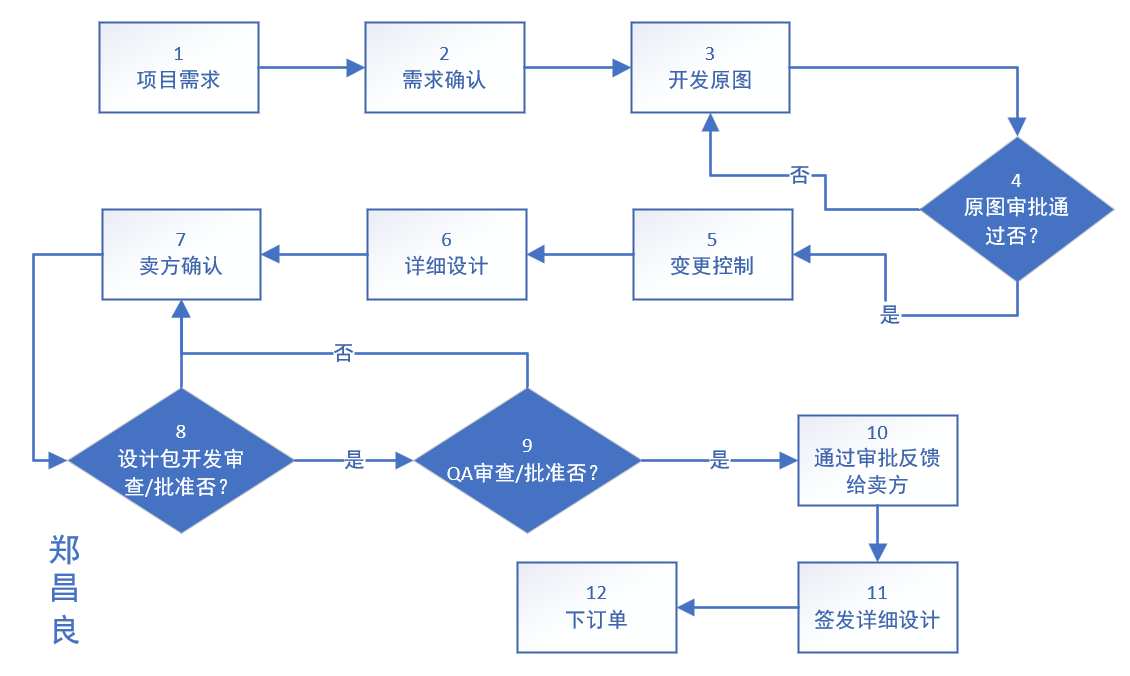 1
项目需求
2
需求确认
3
开发原图
4
原图审批通
过否？
否
是
5
变更控制
6
详细设计
7
卖方确认
否
8
设计包开发审
查/批准否？
是
9
QA审查/批准否？
是
10
通过审批反馈
给卖方
11
签发详细设计
12
下订单
郑
昌
良